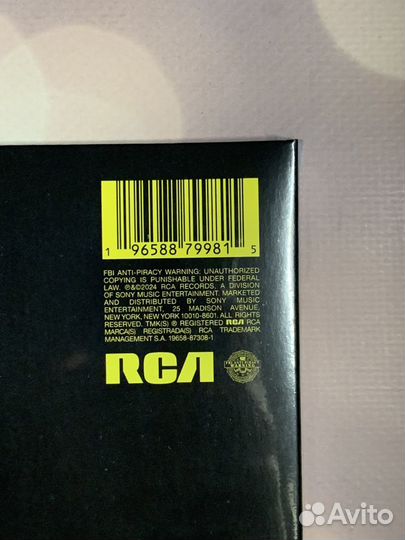 1 96588 79981 5
FBI ANTI-PIRACY WARNING: UNAUTHORIZED
COPYING IS PUNISHABLE UNDER FEDERAL
LAW. ℗&©2024 RCA RECORDS, A DIVISION
OF SONY MUSIC ENTERTAINMENT. MARKETED
AND DISTRIBUTED BY SONY MUSIC
ENTERTAINMENT, 25 MADISON AVENUE,
NEW YORK, NEW YORK 10010-8601. ALL RIGHTS
RESERVED. TMK(S) ® REGISTERED RCA RCA
MARCA(S) REGISTRADA(S) RCA TRADEMARK
MANAGEMENT S.A. 19658-87308-1
RCA
Avito